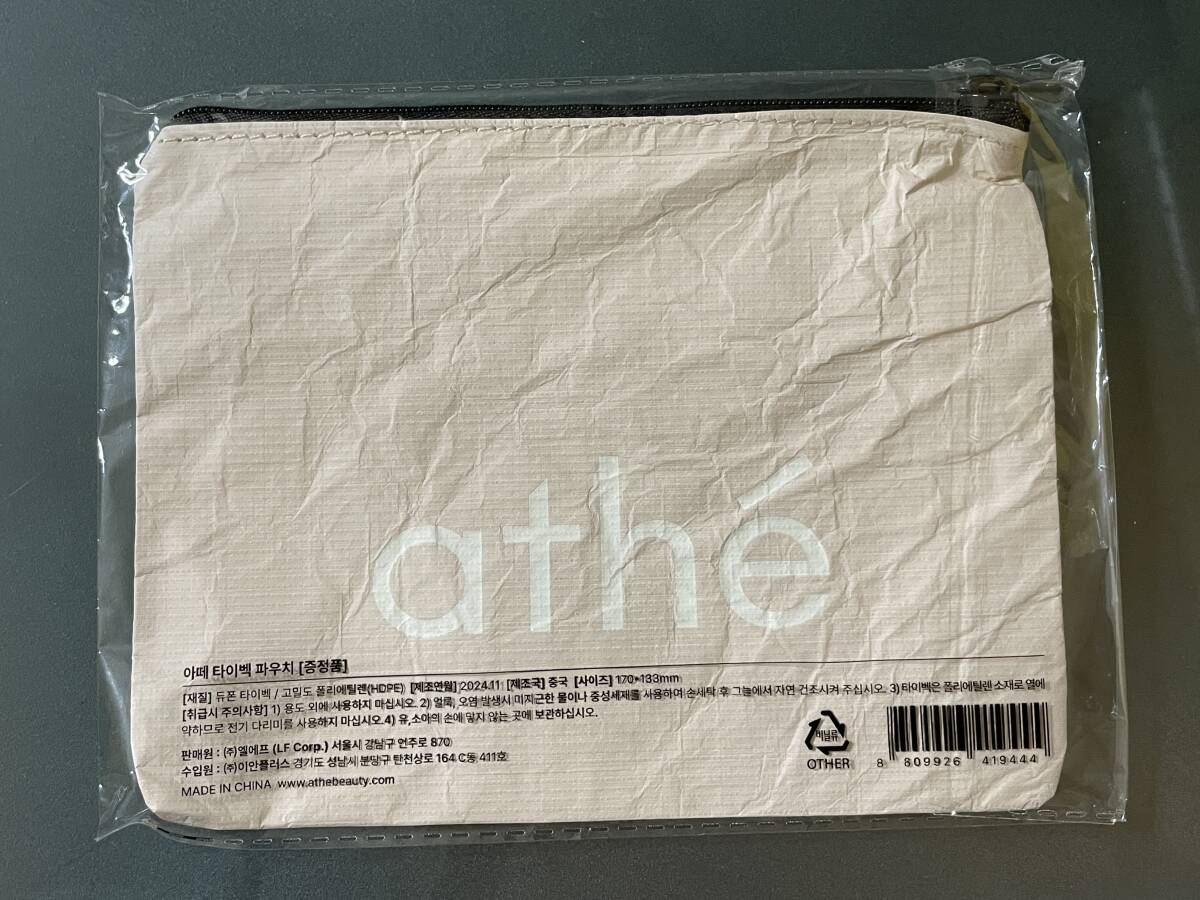 athé
아떼 타이벡 파우치 [증정품]
[재질] 듀폰 타이벡 / 고밀도 폴리에틸렌(HDPE) [제조연월] 2024.11 [제조국] 중국 [사이즈] 170*133mm
[취급시 주의사항] 1) 용도 외에 사용하지 마십시오. 2) 얼룩, 오염 발생시 미지근한 물이나 중성세제를 사용하여 손세탁 후 그늘에서 자연 건조시켜 주십시오. 3) 타이벡은 폴리에틸렌 소재로 열에
약하므로 전기 다리미를 사용하지 마십시오. 4) 유,소아의 손에 닿지 않는 곳에 보관하십시오.
판매원 : (주)엘에프 (LF Corp.) 서울시 강남구 언주로 870
수입원 : (주)이안플러스 경기도 성남시 분당구 탄천상로 164 C동 411호
MADE IN CHINA www.athebeauty.com
비닐류
OTHER
8 809926 419444